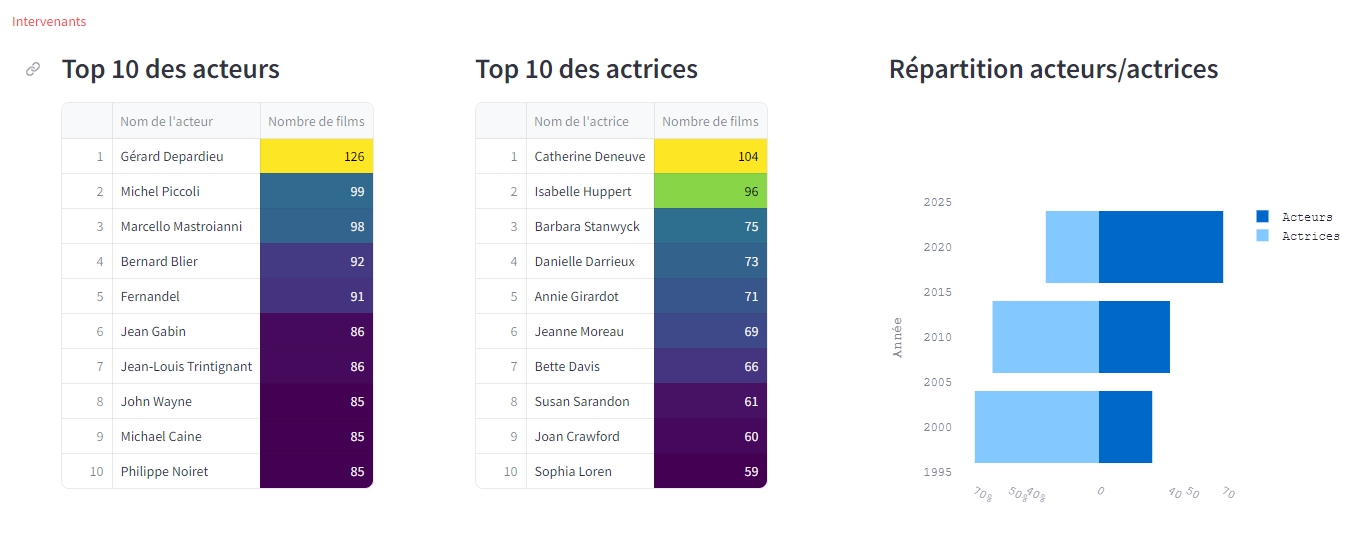 Intervenants
Top 10 des acteurs
Nom de l'acteur Nombre de films
1 Gérard Depardieu 126
2 Michel Piccoli 99
3 Marcello Mastroianni 98
4 Bernard Blier 92
5 Fernandel 91
6 Jean Gabin 86
7 Jean-Louis Trintignant 86
8 John Wayne 85
9 Michael Caine 85
10 Philippe Noiret 85
Top 10 des actrices
Nom de l'actrice Nombre de films
1 Catherine Deneuve 104
2 Isabelle Huppert 96
3 Barbara Stanwyck 75
4 Danielle Darrieux 73
5 Annie Girardot 71
6 Jeanne Moreau 69
7 Bette Davis 66
8 Susan Sarandon 61
9 Joan Crawford 60
10 Sophia Loren 59
Répartition acteurs/actrices
Année
2025
2020
2015
2010
2005
2000
1995
70% 50% 40% 0 40 50 70
Acteurs
Actrices